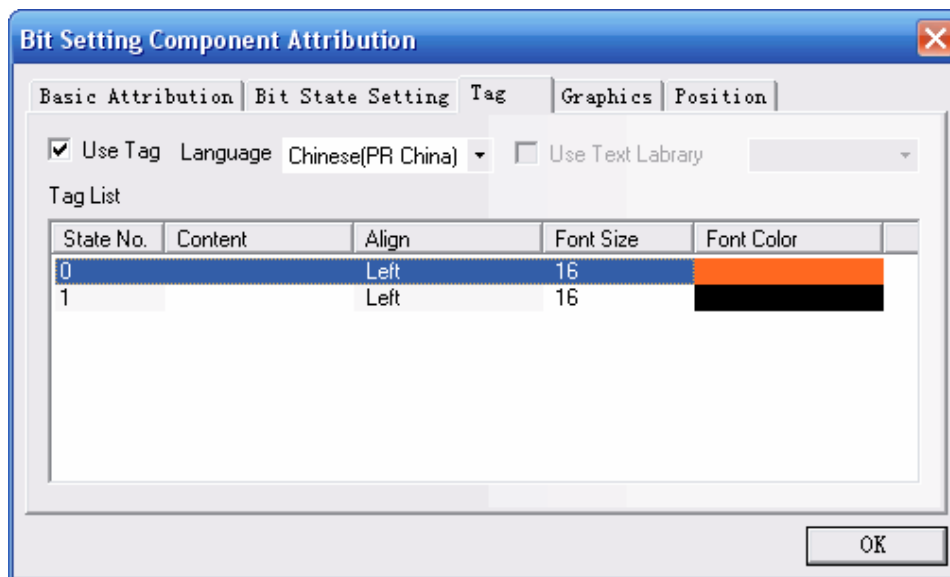 Bit Setting Component Attribution
Basic Attribution Bit State Setting Tag Graphics Position
Use Tag Language Chinese(PR China) Use Text Labrary
Tag List
State No. Content Align Font Size Font Color
0 Left 16
1 Left 16
OK